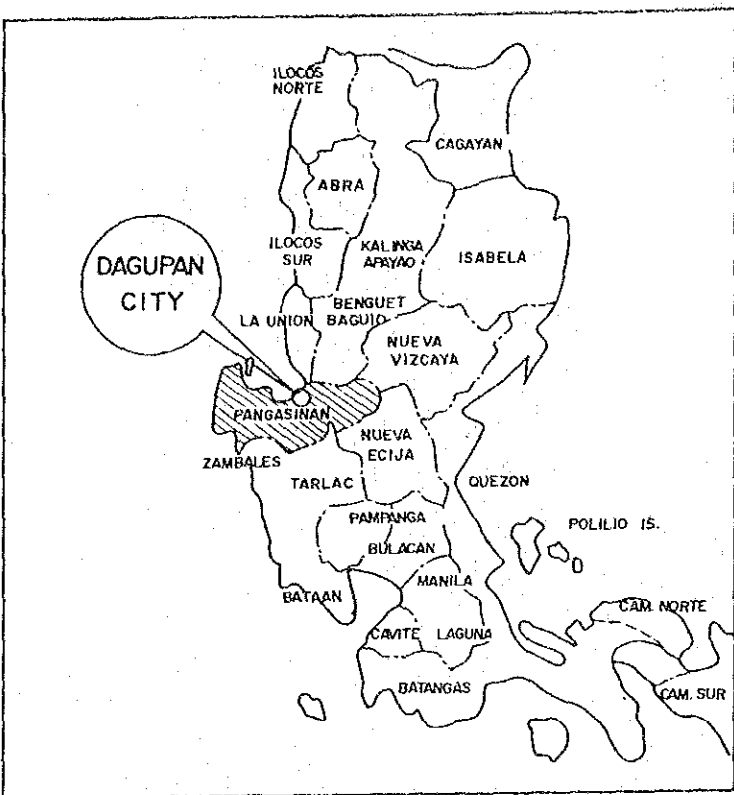 ILOCOS
NORTE
CAGAYAN
ABRA
ILOCOS
SUR
KALINGA
APAYAO
ISABELA
DAGUPAN
CITY
LA UNION
BENGUET
BAGUIO
NUEVA
VIZCAYA
PANGASINAN
NUEVA
ECIJA
ZAMBALES
TARLAC
QUEZON
PAMPANGA
POLILIO IS.
BULACAN
MANILA
BATAAN
CAM. NORTE
CAVITE
LAGUNA
BATANGAS
CAM. SUR